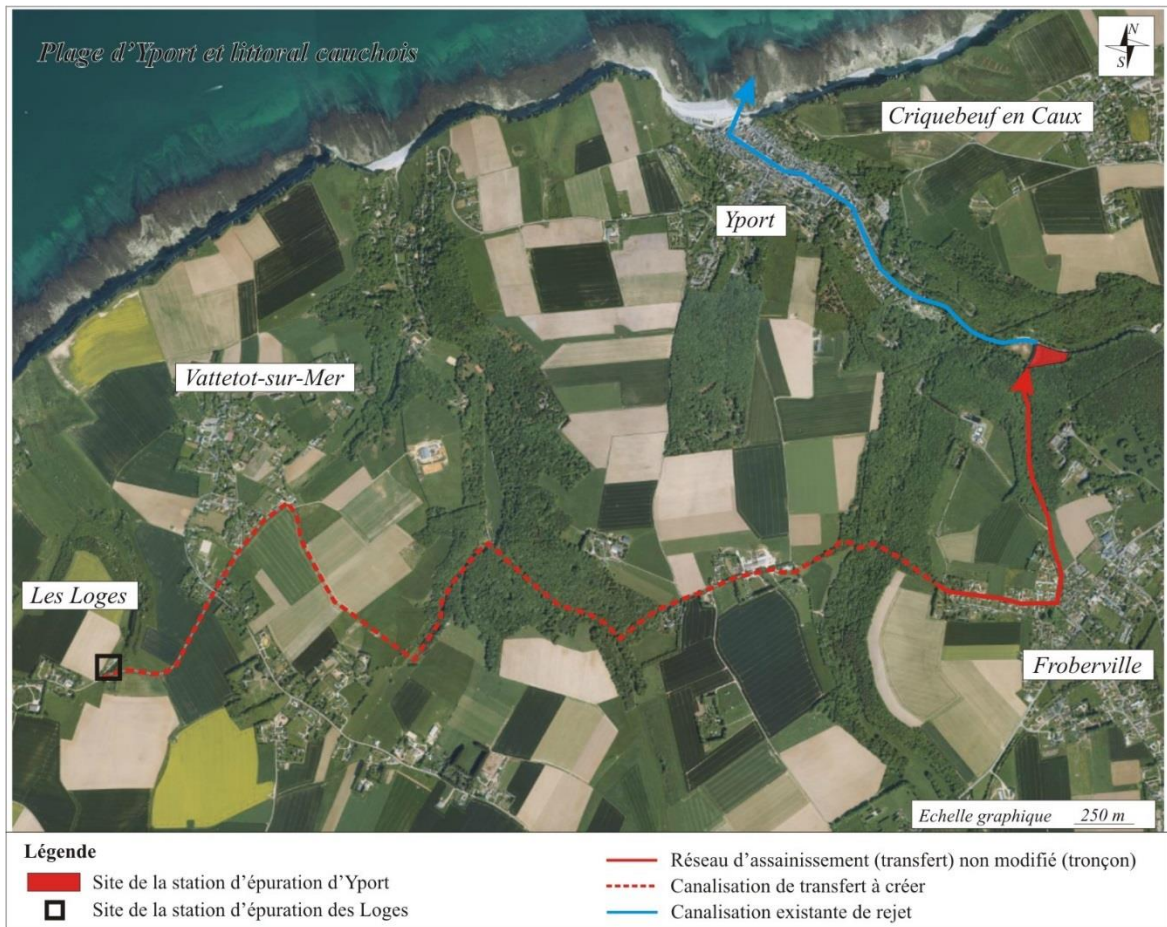 Plage d'Yport et littoral cauchois
N
S
Criquebeuf en Caux
Yport
Vattetot-sur-Mer
Les Loges
Froberville
Echelle graphique 250 m
Légende
Site de la station d'épuration d'Yport
Site de la station d'épuration des Loges
Réseau d'assainissement (transfert) non modifié (tronçon)
Canalisation de transfert à créer
Canalisation existante de rejet